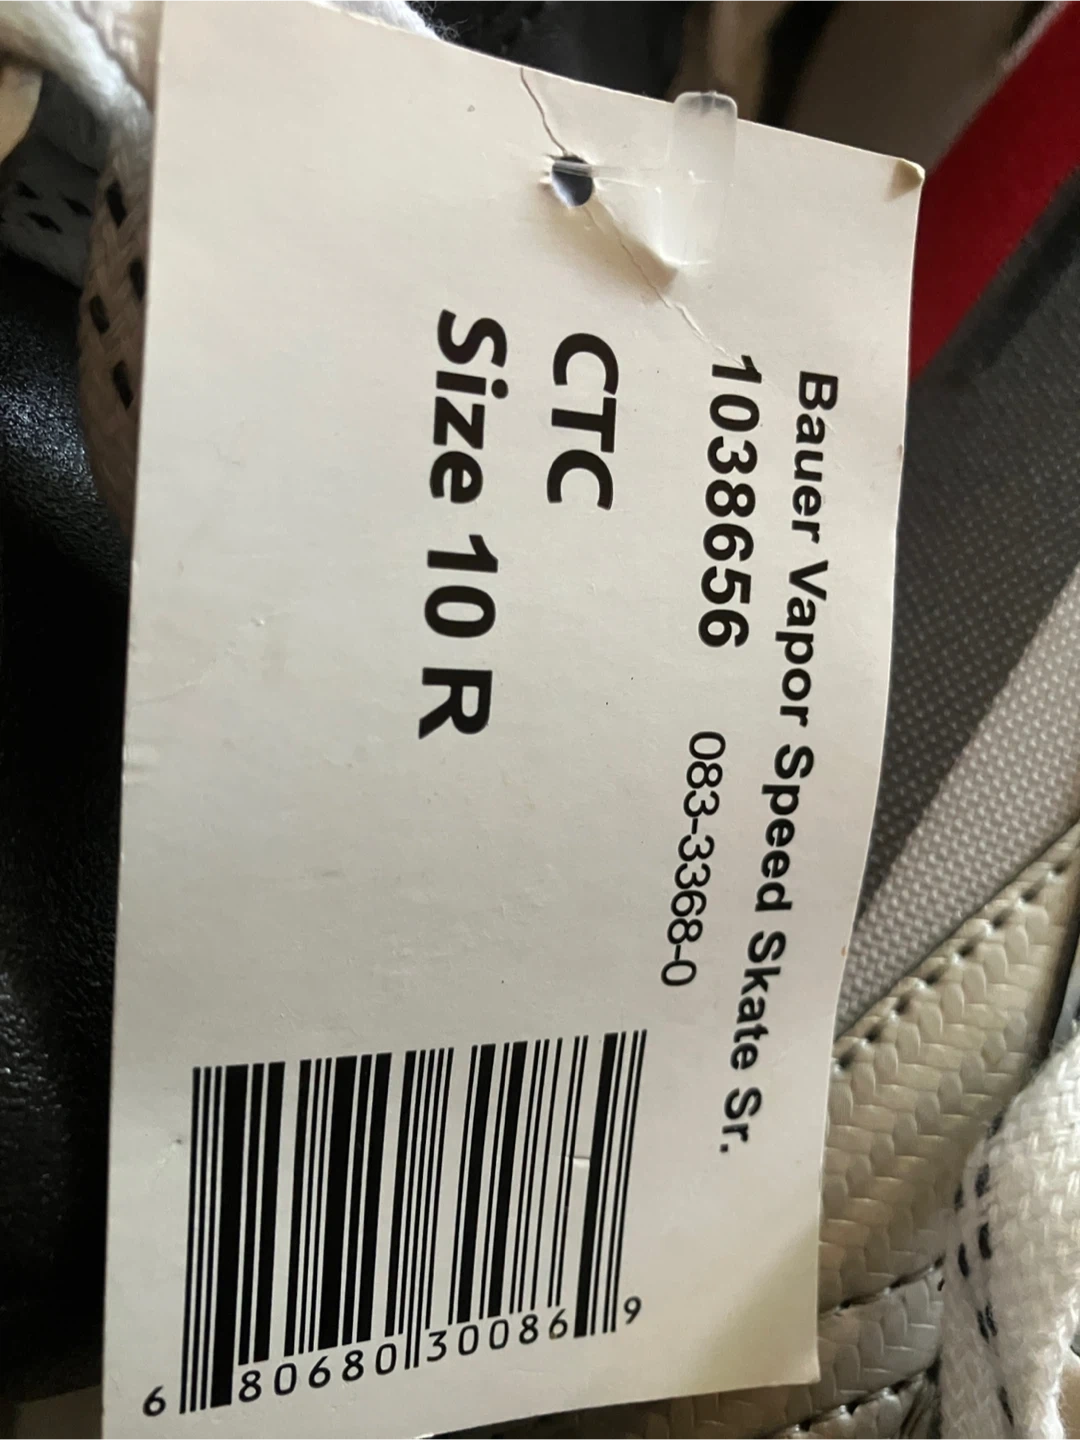 Bauer Vapor Speed Skate Sr.
1038656 083-3368-0
CTC
Size 10 R
6 80680 30086 9